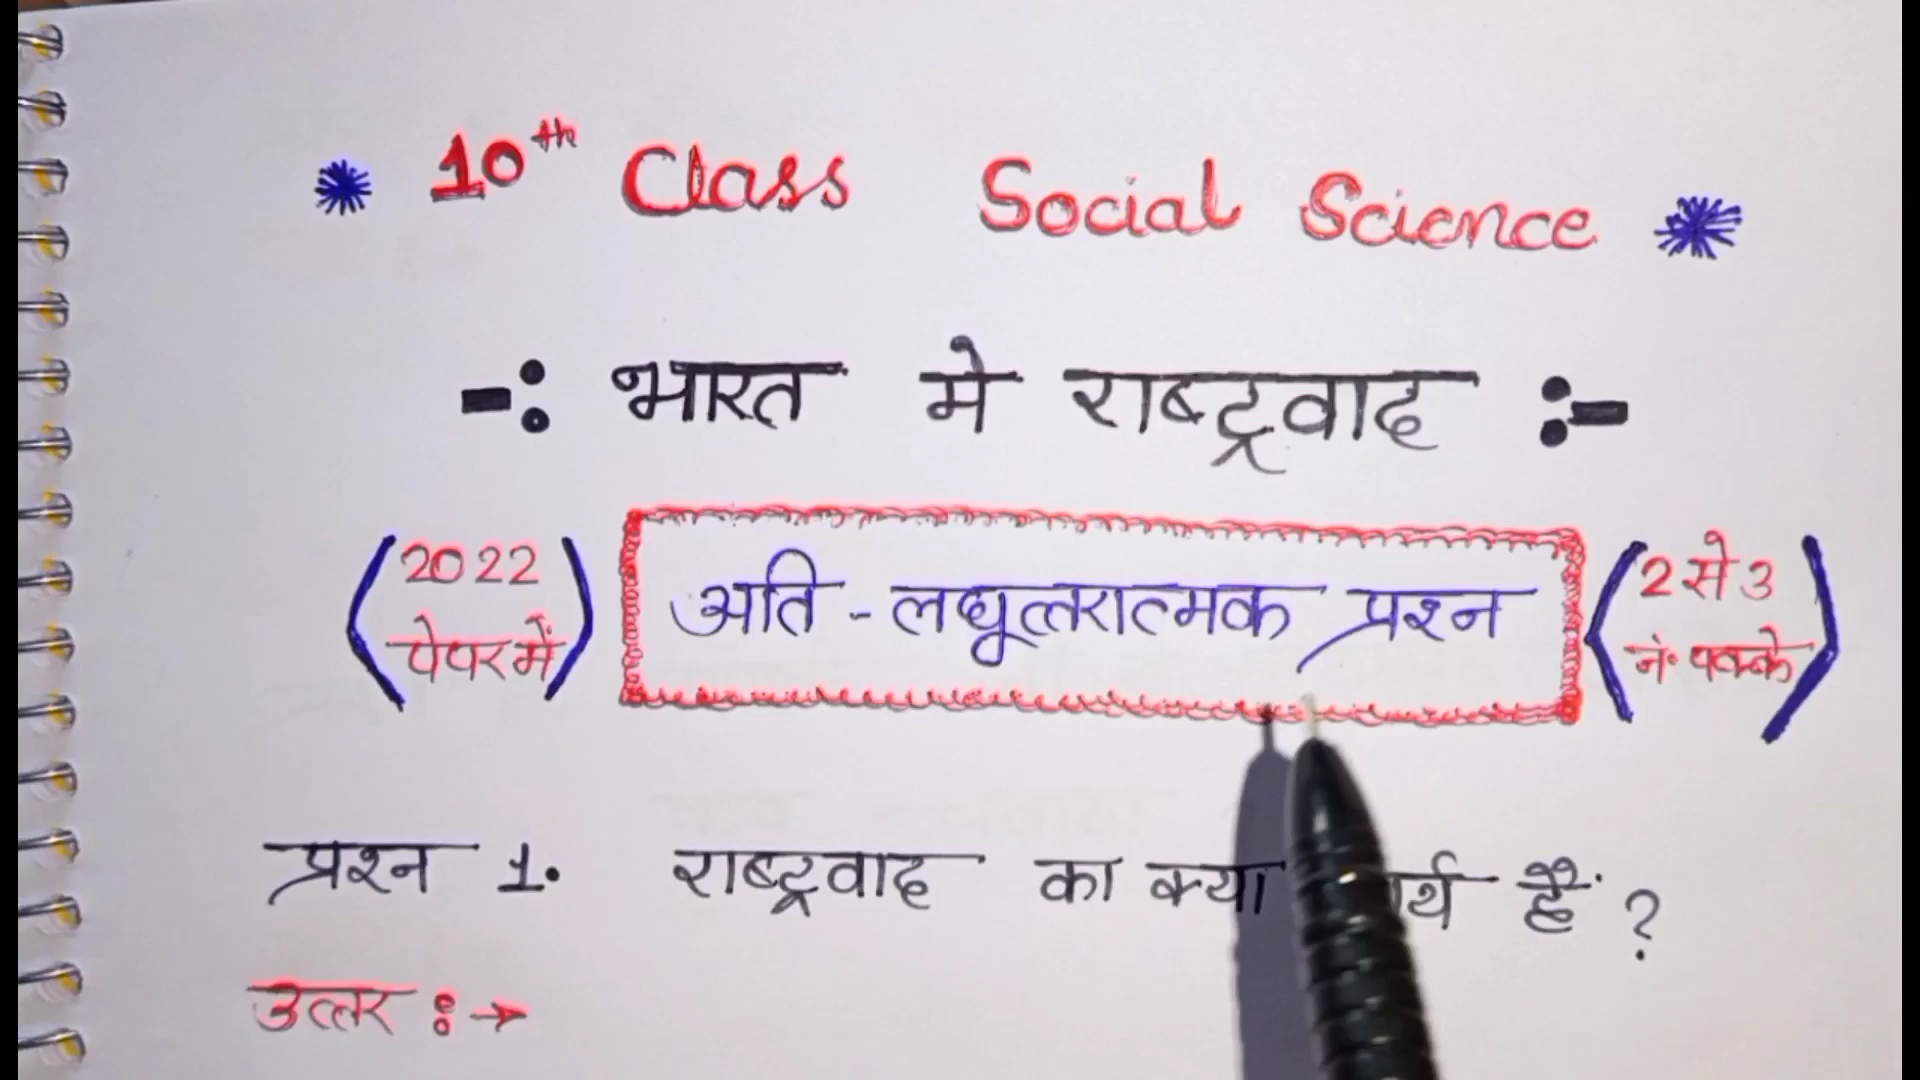 10th Class Social Science
-: भारत मे राष्ट्रवाद :-
2022 पेपर में
अति - लघूत्तरात्मक प्रश्न
2 से 3 नं. पक्के
प्रश्न 1. राष्ट्रवाद का क्या है ?
उत्तर :→